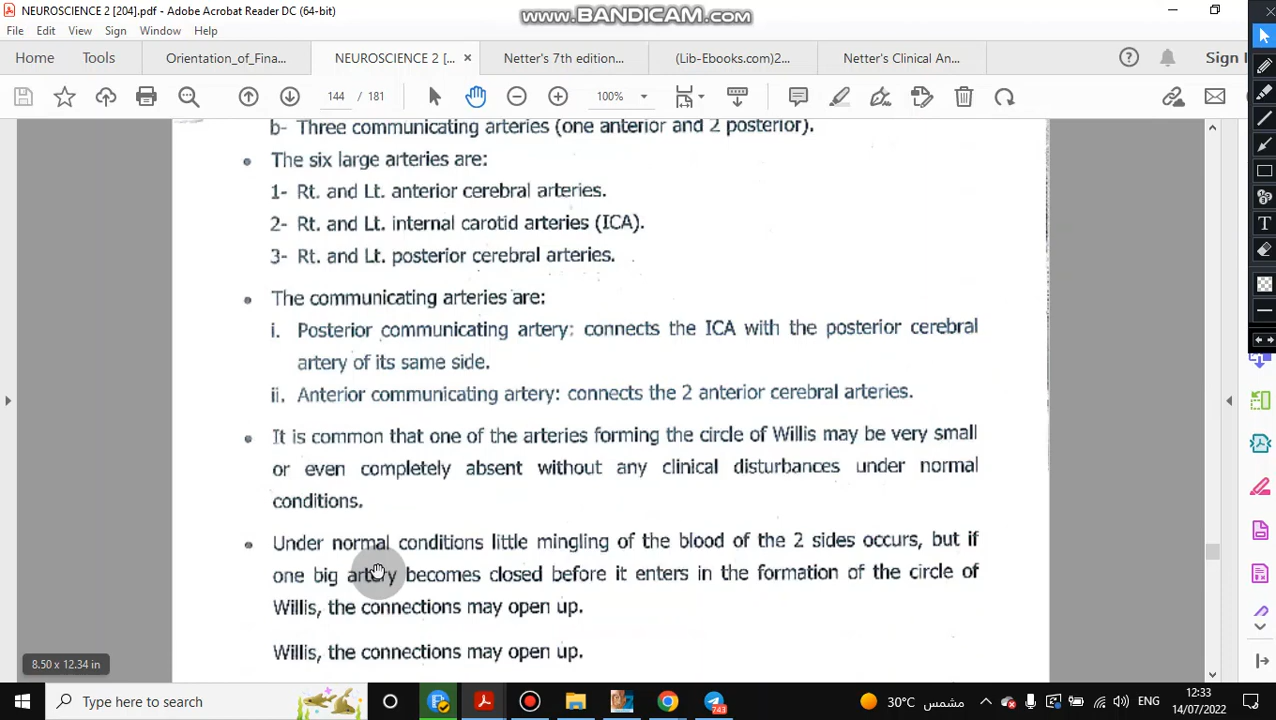 NEUROSCIENCE 2 [204].pdf - Adobe Acrobat Reader DC (64-bit)
www.BANDICAM.com
File Edit View Sign Window Help
Home Tools Orientation_of_Fina... NEUROSCIENCE 2 [... × Netter's 7th edition... (Lib-Ebooks.com)2... Netter's Clinical An... Sign
144 / 181 100%
b- Three communicating arteries (one anterior and 2 posterior).
• The six large arteries are:
1- Rt. and Lt. anterior cerebral arteries.
2- Rt. and Lt. internal carotid arteries (ICA).
3- Rt. and Lt. posterior cerebral arteries.
• The communicating arteries are:
i. Posterior communicating artery: connects the ICA with the posterior cerebral
artery of its same side.
ii. Anterior communicating artery: connects the 2 anterior cerebral arteries.
• It is common that one of the arteries forming the circle of Willis may be very small
or even completely absent without any clinical disturbances under normal
conditions.
• Under normal conditions little mingling of the blood of the 2 sides occurs, but if
one big artery becomes closed before it enters in the formation of the circle of
Willis, the connections may open up.
Willis, the connections may open up.
8.50 x 12.34 in
Type here to search
743
30°C مشمس
ENG
12:33
14/07/2022